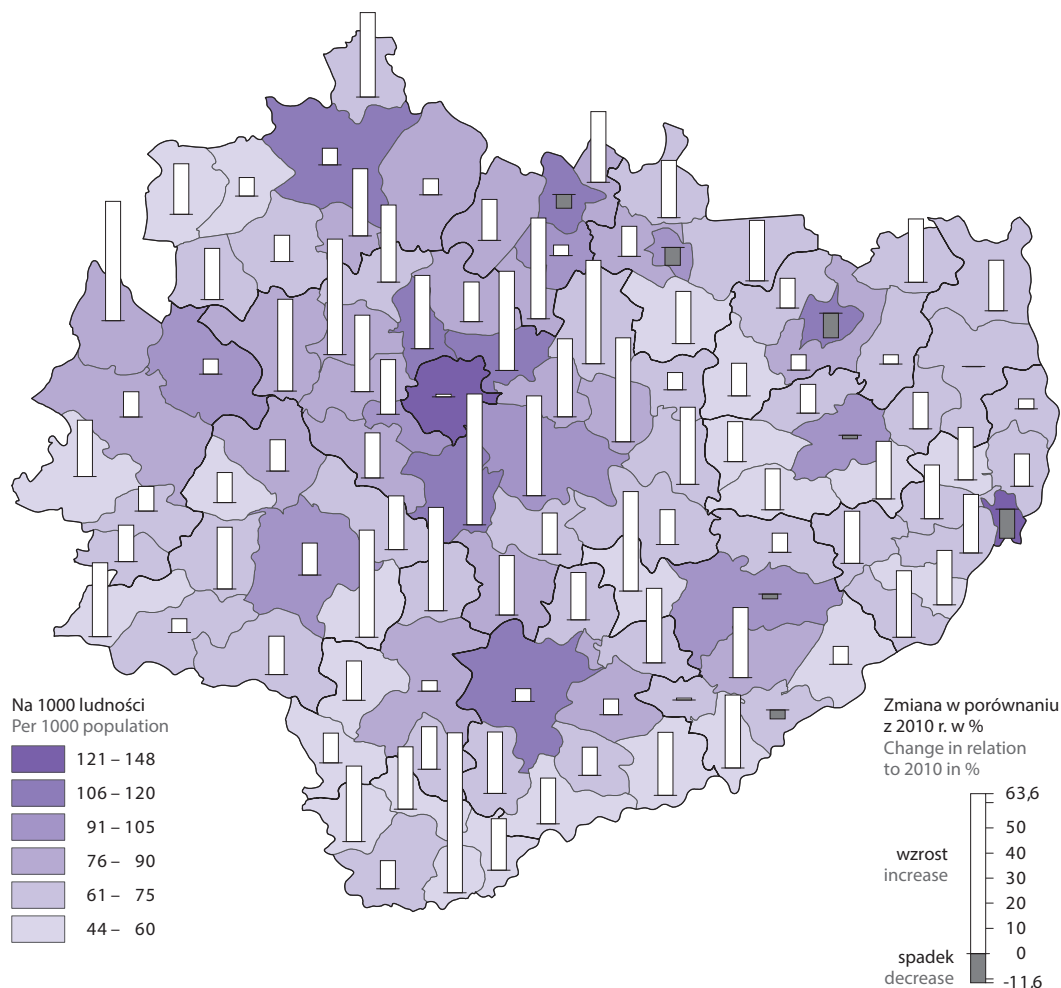 Na 1000 ludności
Per 1000 population
121 – 148
106 – 120
91 – 105
76 – 90
61 – 75
44 – 60
Zmiana w porównaniu
z 2010 r. w %
Change in relation
to 2010 in %
63,6
50
40
30
20
10
0
-11,6
wzrost
increase
spadek
decrease